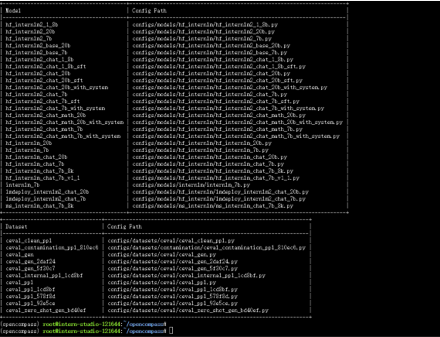 Model | Config Path
hf_internlm2_1_8b | configs/models/hf_internlm/hf_internlm2_1_8b.py
hf_internlm2_20b | configs/models/hf_internlm/hf_internlm2_20b.py
hf_internlm2_7b | configs/models/hf_internlm/hf_internlm2_7b.py
hf_internlm2_base_20b | configs/models/hf_internlm/hf_internlm2_base_20b.py
hf_internlm2_base_7b | configs/models/hf_internlm/hf_internlm2_base_7b.py
hf_internlm2_chat_1_8b | configs/models/hf_internlm/hf_internlm2_chat_1_8b.py
hf_internlm2_chat_1_8b_sft | configs/models/hf_internlm/hf_internlm2_chat_1_8b_sft.py
hf_internlm2_chat_20b | configs/models/hf_internlm/hf_internlm2_chat_20b.py
hf_internlm2_chat_20b_sft | configs/models/hf_internlm/hf_internlm2_chat_20b_sft.py
hf_internlm2_chat_20b_with_system | configs/models/hf_internlm/hf_internlm2_chat_20b_with_system.py
hf_internlm2_chat_7b | configs/models/hf_internlm/hf_internlm2_chat_7b.py
hf_internlm2_chat_7b_sft | configs/models/hf_internlm/hf_internlm2_chat_7b_sft.py
hf_internlm2_chat_7b_with_system | configs/models/hf_internlm/hf_internlm2_chat_7b_with_system.py
hf_internlm2_chat_math_20b | configs/models/hf_internlm/hf_internlm2_chat_math_20b.py
hf_internlm2_chat_math_20b_with_system | configs/models/hf_internlm/hf_internlm2_chat_math_20b_with_system.py
hf_internlm2_chat_math_7b | configs/models/hf_internlm/hf_internlm2_chat_math_7b.py
hf_internlm2_chat_math_7b_with_system | configs/models/hf_internlm/hf_internlm2_chat_math_7b_with_system.py
hf_internlm_20b | configs/models/hf_internlm/hf_internlm_20b.py
hf_internlm_7b | configs/models/hf_internlm/hf_internlm_7b.py
hf_internlm_chat_20b | configs/models/hf_internlm/hf_internlm_chat_20b.py
hf_internlm_chat_7b | configs/models/hf_internlm/hf_internlm_chat_7b.py
hf_internlm_chat_7b_8k | configs/models/hf_internlm/hf_internlm_chat_7b_8k.py
hf_internlm_chat_7b_v1_1 | configs/models/hf_internlm/hf_internlm_chat_7b_v1_1.py
internlm_7b | configs/models/internlm/internlm_7b.py
lmdeploy_internlm2_chat_20b | configs/models/hf_internlm/lmdeploy_internlm2_chat_20b.py
lmdeploy_internlm2_chat_7b | configs/models/hf_internlm/lmdeploy_internlm2_chat_7b.py
ms_internlm_chat_7b_8k | configs/models/ms_internlm/ms_internlm_chat_7b_8k.py
Dataset | Config Path
ceval_clean_ppl | configs/datasets/ceval/ceval_clean_ppl.py
ceval_contamination_ppl_810ec6 | configs/datasets/contamination/ceval_contamination_ppl_810ec6.py
ceval_gen | configs/datasets/ceval/ceval_gen.py
ceval_gen_2daf24 | configs/datasets/ceval/ceval_gen_2daf24.py
ceval_gen_5f30c7 | configs/datasets/ceval/ceval_gen_5f30c7.py
ceval_internal_ppl_1cd8bf | configs/datasets/ceval/ceval_internal_ppl_1cd8bf.py
ceval_ppl | configs/datasets/ceval/ceval_ppl.py
ceval_ppl_1cd8bf | configs/datasets/ceval/ceval_ppl_1cd8bf.py
ceval_ppl_578f8d | configs/datasets/ceval/ceval_ppl_578f8d.py
ceval_ppl_93e5ce | configs/datasets/ceval/ceval_ppl_93e5ce.py
ceval_zero_shot_gen_bd40ef | configs/datasets/ceval/ceval_zero_shot_gen_bd40ef.py
(opencompass) root@intern-studio-121644:~/opencompass#
(opencompass) root@intern-studio-121644:~/opencompass#